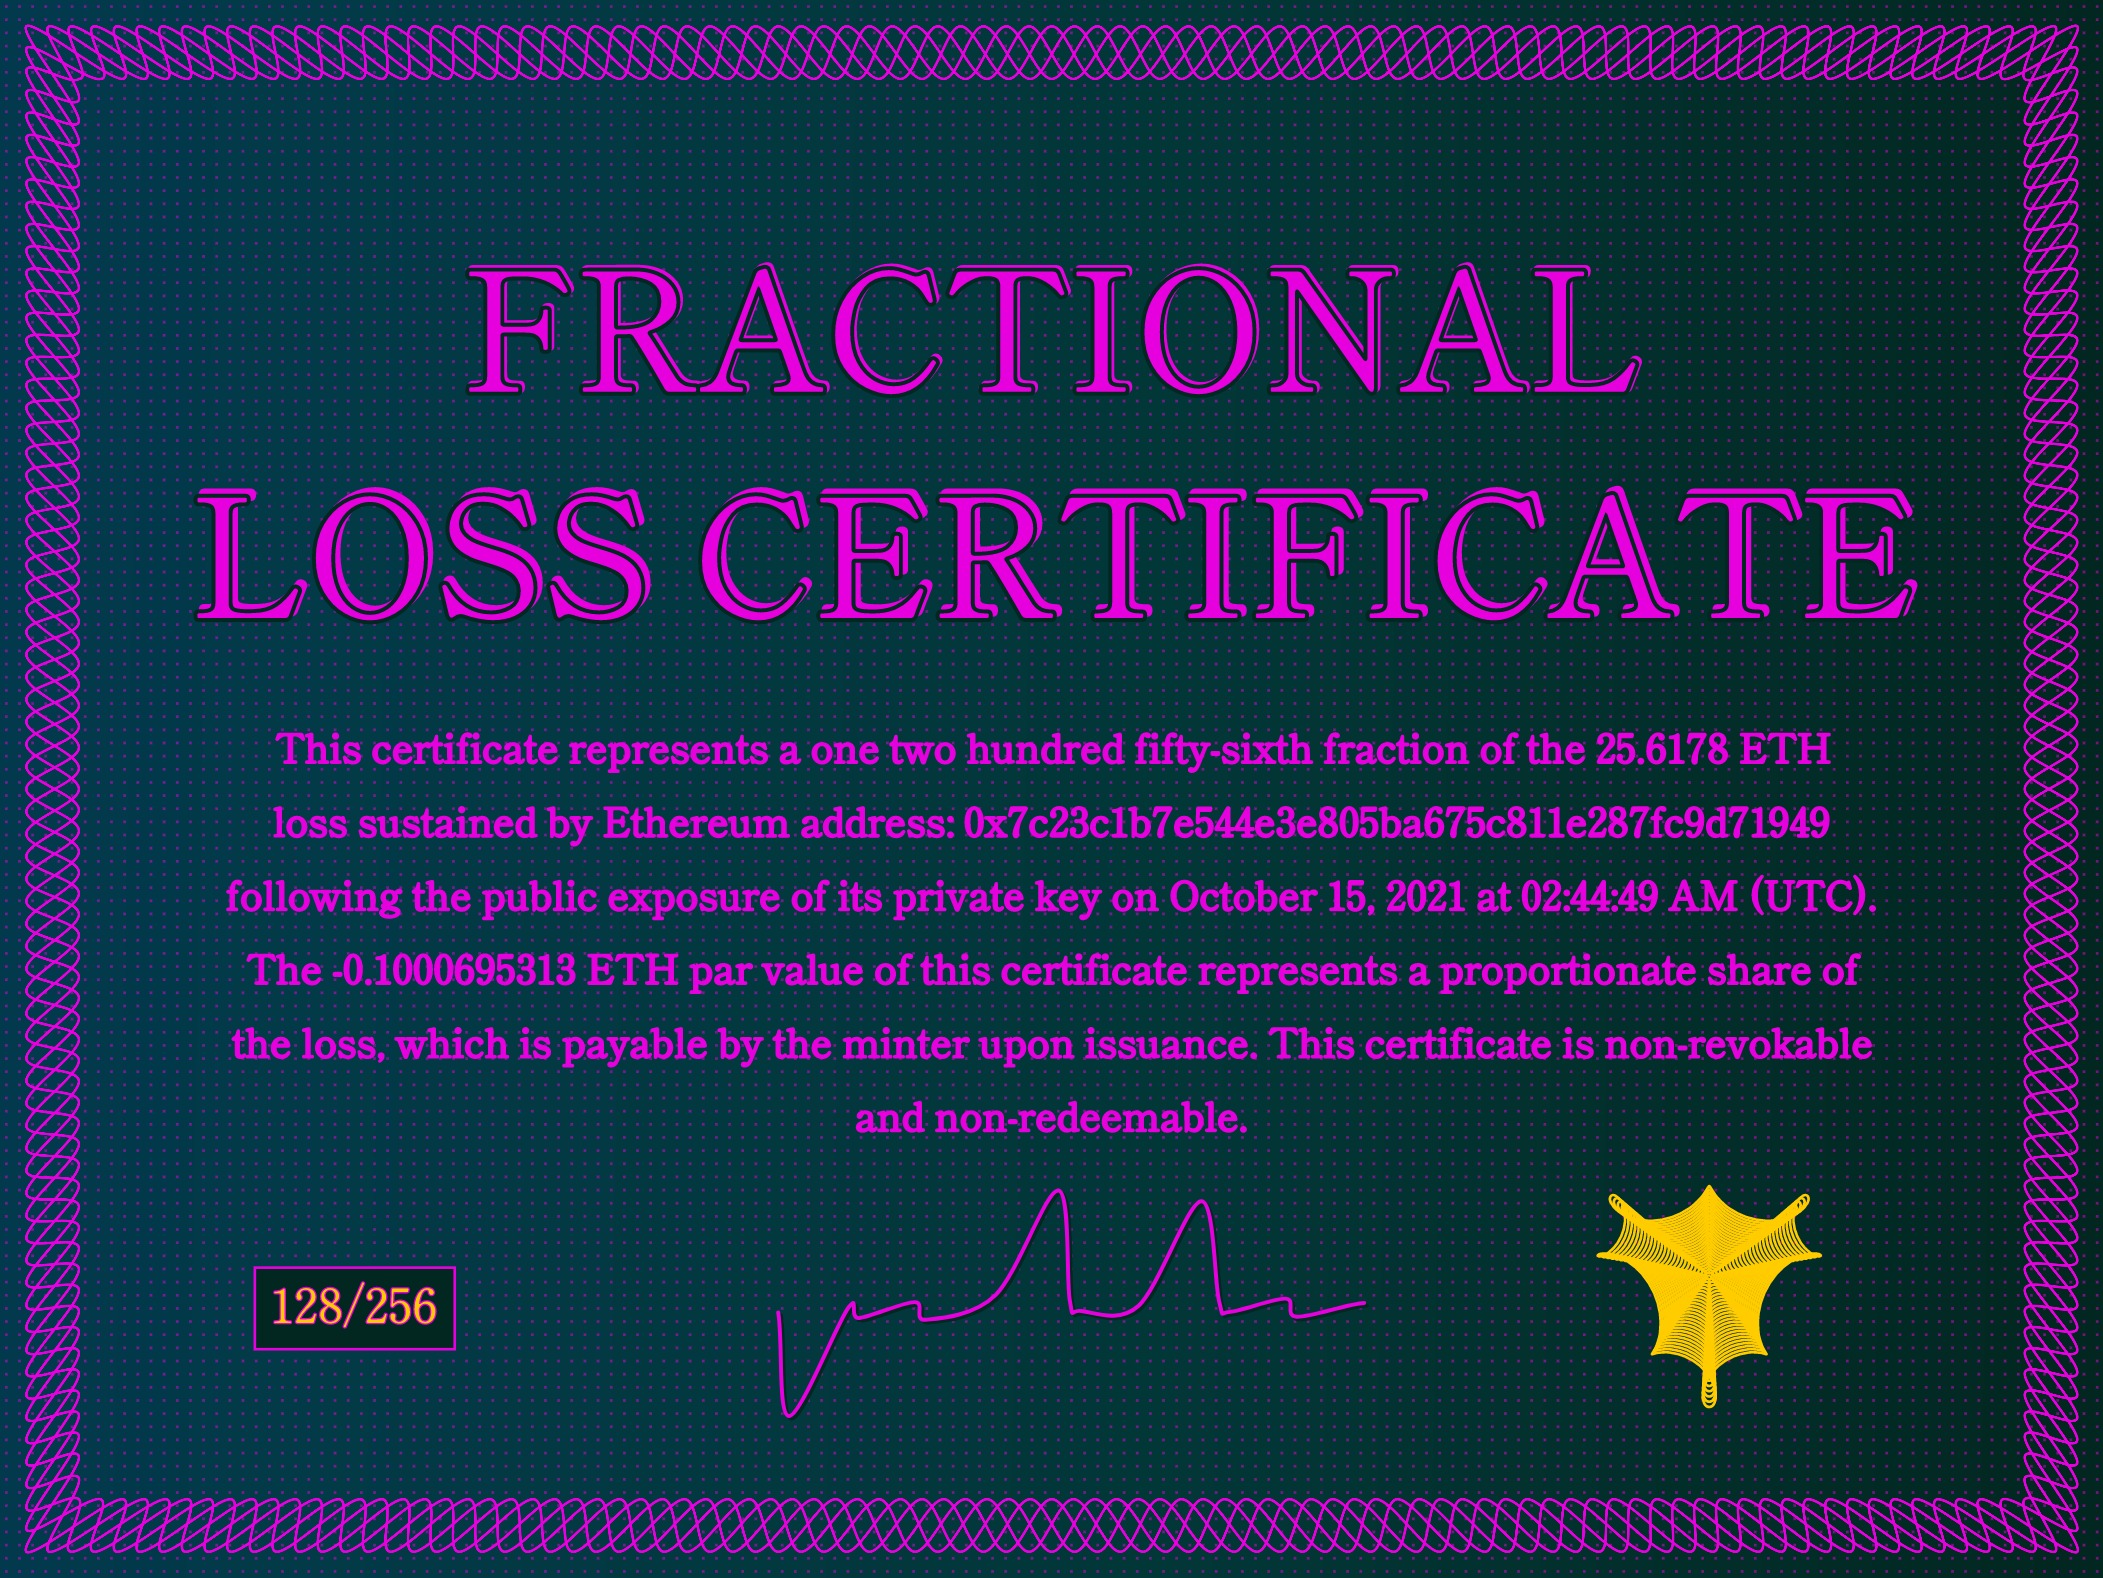 FRACTIONAL
LOSS CERTIFICATE
This certificate represents a one two hundred fifty-sixth fraction of the 25.6178 ETH
loss sustained by Ethereum address: 0x7c23c1b7e544e3e805ba675c811e287fc9d71949
following the public exposure of its private key on October 15, 2021 at 02:44:49 AM (UTC).
The -0.1000695313 ETH par value of this certificate represents a proportionate share of
the loss, which is payable by the minter upon issuance. This certificate is non-revokable
and non-redeemable.
128/256